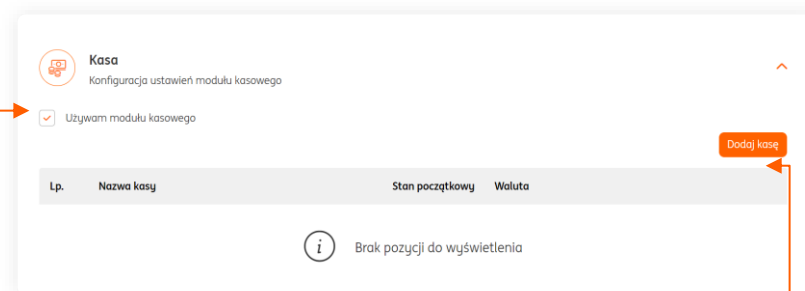 Kasa
Konfiguracja ustawień modułu kasowego
Używam modułu kasowego
Dodaj kasę
Lp. Nazwa kasy Stan początkowy Waluta
i Brak pozycji do wyświetlenia